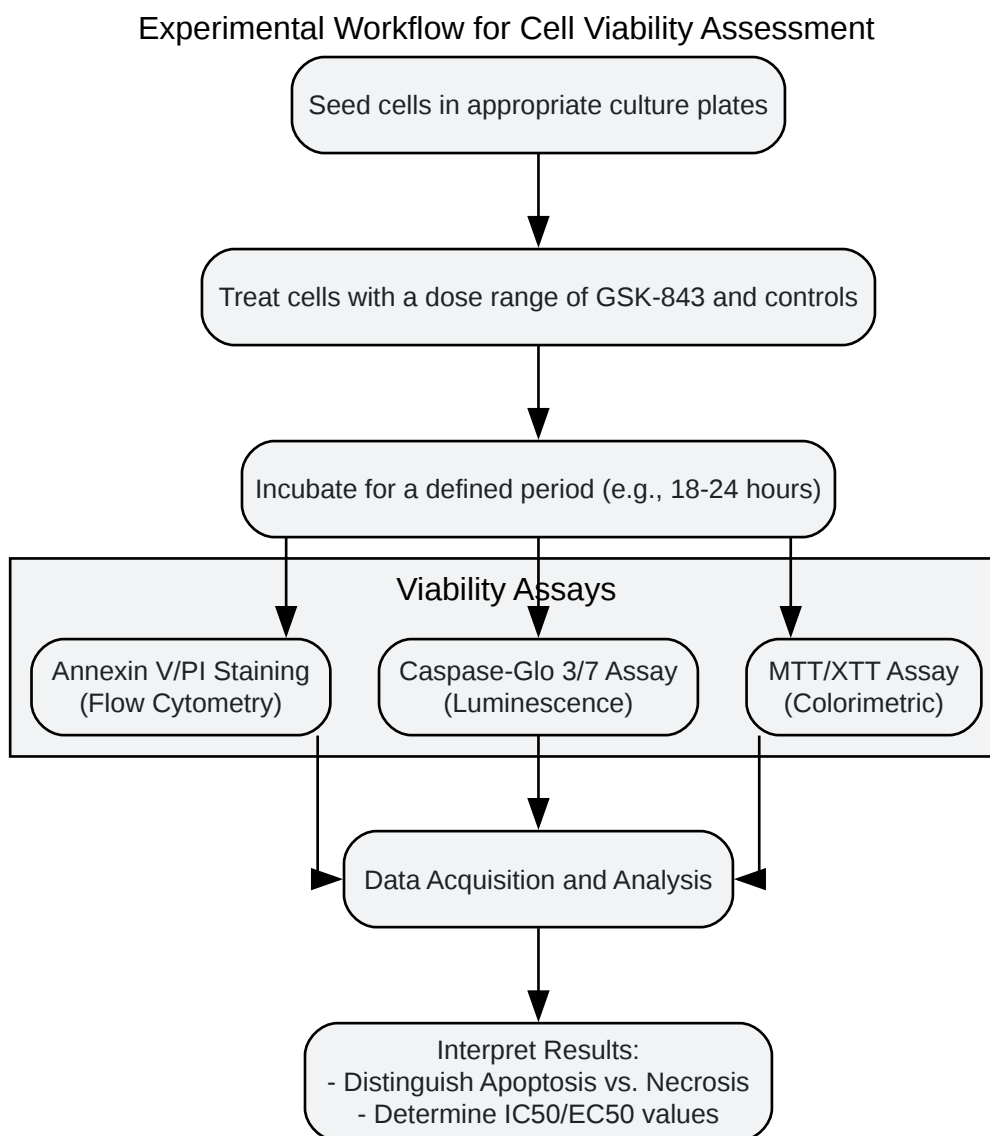 Experimental Workflow for Cell Viability Assessment
Seed cells in appropriate culture plates
Treat cells with a dose range of GSK-843 and controls
Incubate for a defined period (e.g., 18-24 hours)
Viability Assays
Annexin V/PI Staining
(Flow Cytometry)
Caspase-Glo 3/7 Assay
(Luminescence)
MTT/XTT Assay
(Colorimetric)
Data Acquisition and Analysis
Interpret Results:
- Distinguish Apoptosis vs. Necrosis
- Determine IC50/EC50 values